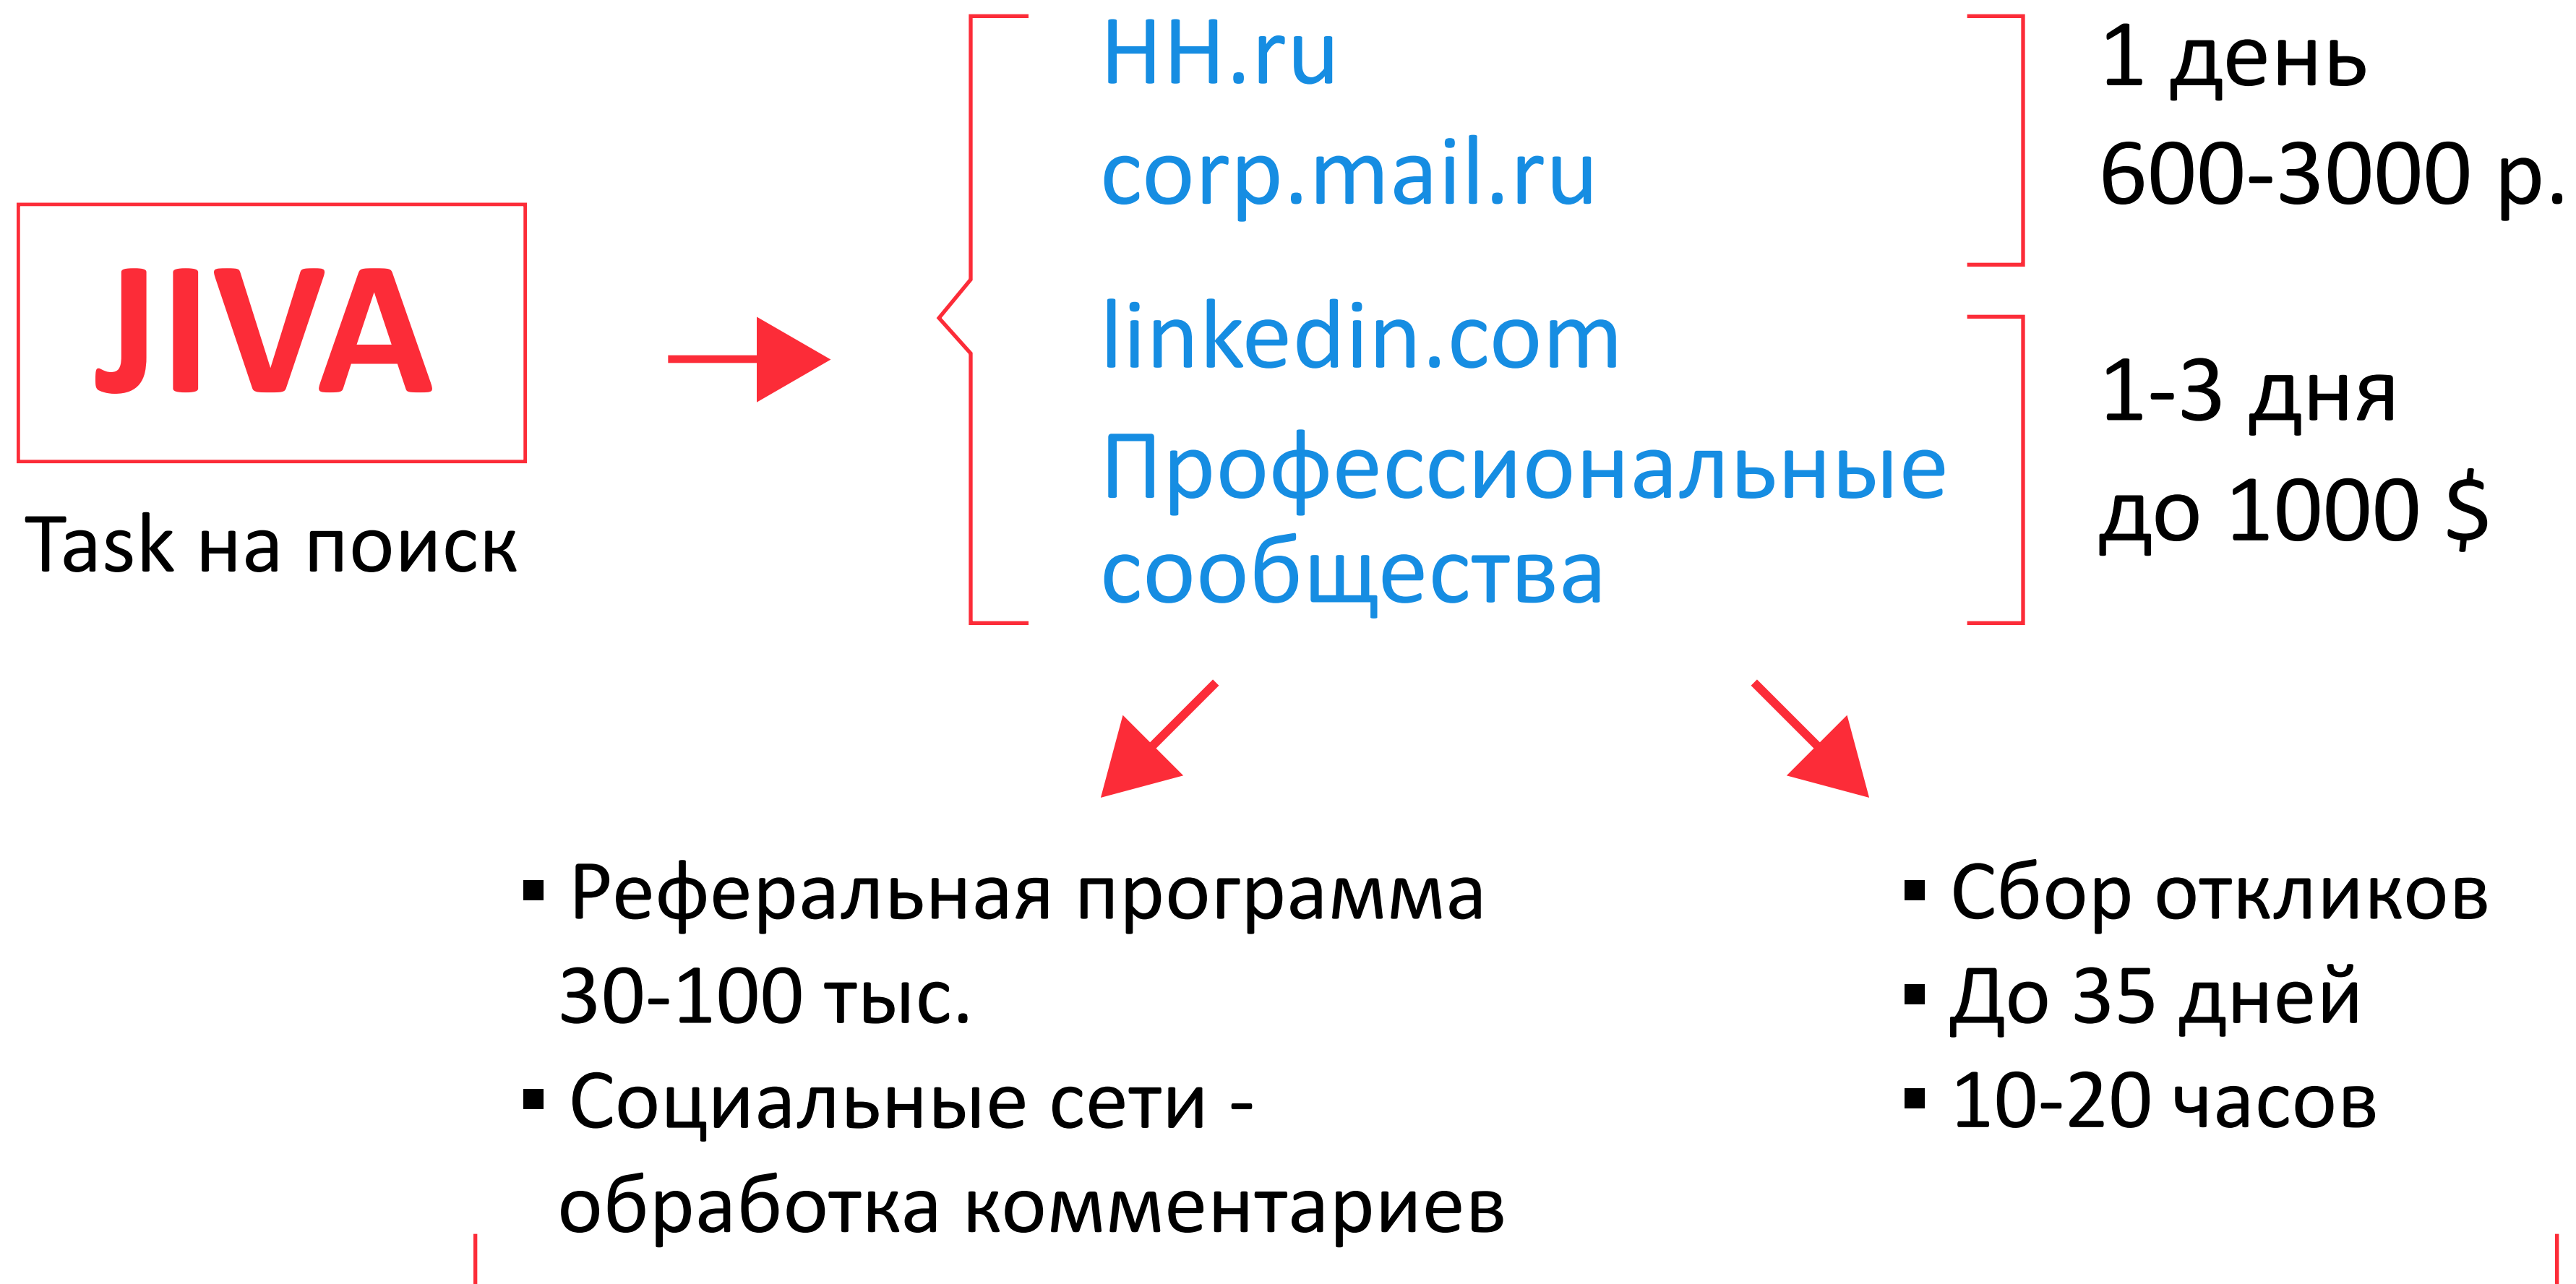 JIVA
Task на поиск
HH.ru
corp.mail.ru
linkedin.com
Профессиональные
сообщества
1 день
600-3000 р.
1-3 дня
до 1000 $
▪ Реферальная программа
30-100 тыс.
▪ Социальные сети -
обработка комментариев
▪ Сбор откликов
▪ До 35 дней
▪ 10-20 часов